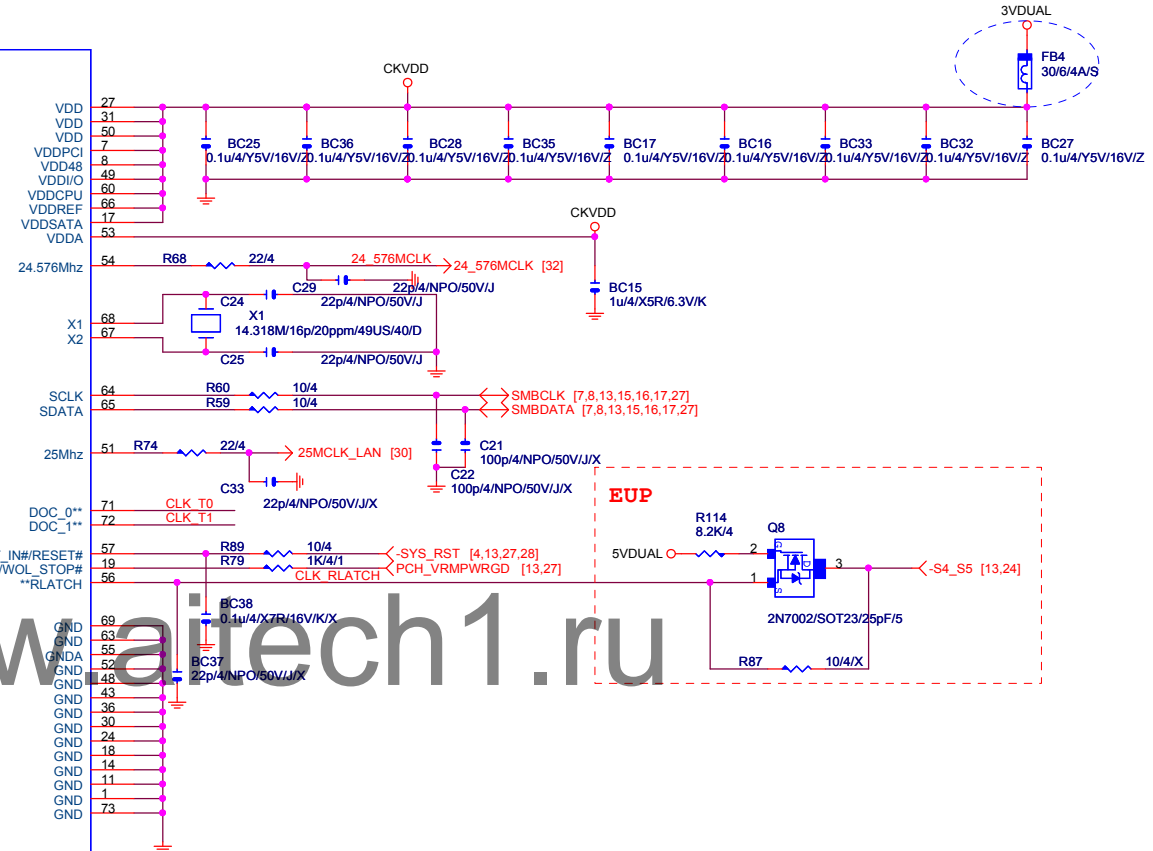 3VDUAL
FB4
30/6/4A/S
CKVDD
VDD 27
VDD 31
VDD 50
VDDPCI 7
VDD48 8
VDDI/O 49
VDDCPU 60
VDDREF 66
VDDSATA 17
VDDA 53
BC25
0.1u/4/Y5V/16V/Z
BC36
0.1u/4/Y5V/16V/Z
BC28
0.1u/4/Y5V/16V/Z
BC35
0.1u/4/Y5V/16V/Z
BC17
0.1u/4/Y5V/16V/Z
BC16
0.1u/4/Y5V/16V/Z
BC33
0.1u/4/Y5V/16V/Z
BC32
0.1u/4/Y5V/16V/Z
BC27
0.1u/4/Y5V/16V/Z
CKVDD
BC15
1u/4/X5R/6.3V/K
24.576Mhz 54 R68 22/4 24_576MCLK 24_576MCLK [32]
C29
22p/4/NPO/50V/J
C24
22p/4/NPO/50V/J
X1 68
X2 67
X1
14.318M/16p/20ppm/49US/40/D
C25
22p/4/NPO/50V/J
SCLK 64 R60 10/4 SMBCLK [7,8,13,15,16,17,27]
SDATA 65 R59 10/4 SMBDATA [7,8,13,15,16,17,27]
C21
100p/4/NPO/50V/J/X
C22
100p/4/NPO/50V/J/X
25Mhz 51 R74 22/4 25MCLK_LAN [30]
C33
22p/4/NPO/50V/J/X
DOC_0** 71 CLK_T0
DOC_1** 72 CLK_T1
_IN#/RESET# 57 R89 10/4 -SYS_RST [4,13,27,28]
/WOL_STOP# 19 R79 1K/4/1 PCH_VRMPWRGD [13,27]
**RLATCH 56 CLK_RLATCH
BC38
0.1u/4/X7R/16V/K/X
BC37
22p/4/NPO/50V/J/X
EUP
5VDUAL
R114
8.2K/4
Q8
2
1
3
G
D
S
2N7002/SOT23/25pF/5
-S4_S5 [13,24]
R87 10/4/X
GND 69
GND 63
GNDA 55
GND 52
GND 48
GND 43
GND 36
GND 30
GND 24
GND 18
GND 14
GND 11
GND 1
GND 73
w.aitech1.ru